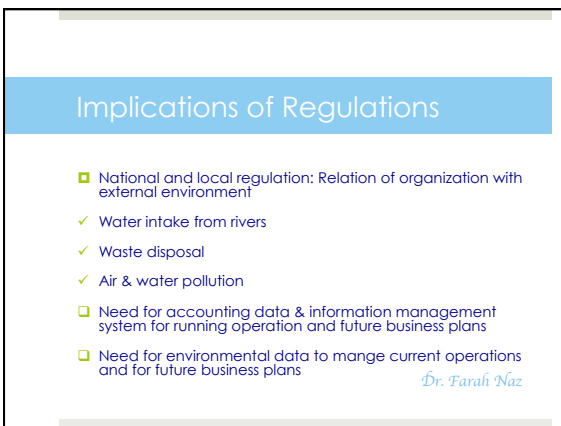 Implications of Regulations
National and local regulation: Relation of organization with
external environment
Water intake from rivers
Waste disposal
Air & water pollution
Need for accounting data & information management
system for running operation and future business plans
Need for environmental data to mange current operations
and for future business plans
Dr. Farah Naz